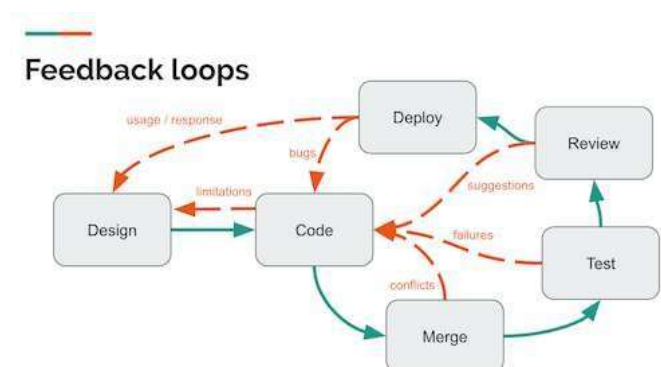 Feedback loops
usage / response
Deploy
bugs
Review
suggestions
limitations
Design
Code
failures
Test
conflicts
Merge